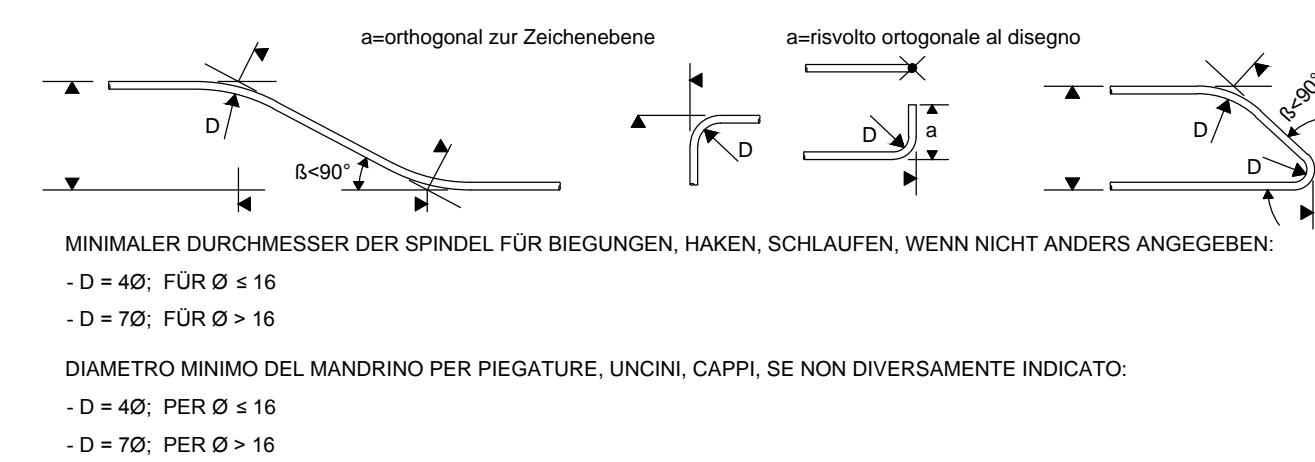 a=orthogonal zur Zeichenebene
a=risvolto ortogonale al disegno
D
ß<90°
D
D
a
D
ß<90°
D
MINIMALER DURCHMESSER DER SPINDEL FÜR BIEGUNGEN, HAKEN, SCHLAUFEN, WENN NICHT ANDERS ANGEGEBEN:
- D = 4Ø; FÜR Ø ≤ 16
- D = 7Ø; FÜR Ø > 16
DIAMETRO MINIMO DEL MANDRINO PER PIEGATURE, UNCINI, CAPPI, SE NON DIVERSAMENTE INDICATO:
- D = 4Ø; PER Ø ≤ 16
- D = 7Ø; PER Ø > 16